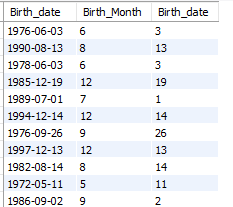 Birth_date Birth_Month Birth_date
1976-06-03 6 3
1990-08-13 8 13
1978-06-03 6 3
1985-12-19 12 19
1989-07-01 7 1
1994-12-14 12 14
1976-09-26 9 26
1997-12-13 12 13
1982-08-14 8 14
1972-05-11 5 11
1986-09-02 9 2